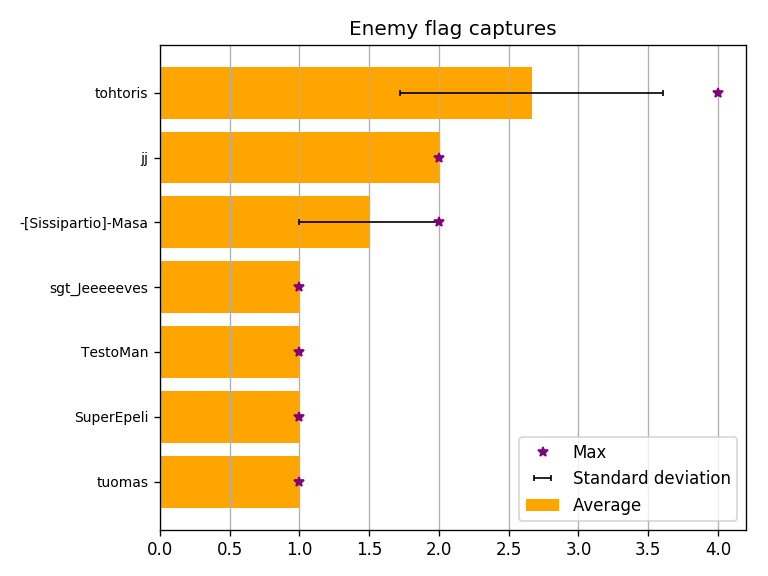 Enemy flag captures
tohtoris
jj
-[Sissipartio]-Masa
sgt_Jeeeeeves
TestoMan
SuperEpeli
tuomas
Max
Standard deviation
Average
0.0 0.5 1.0 1.5 2.0 2.5 3.0 3.5 4.0